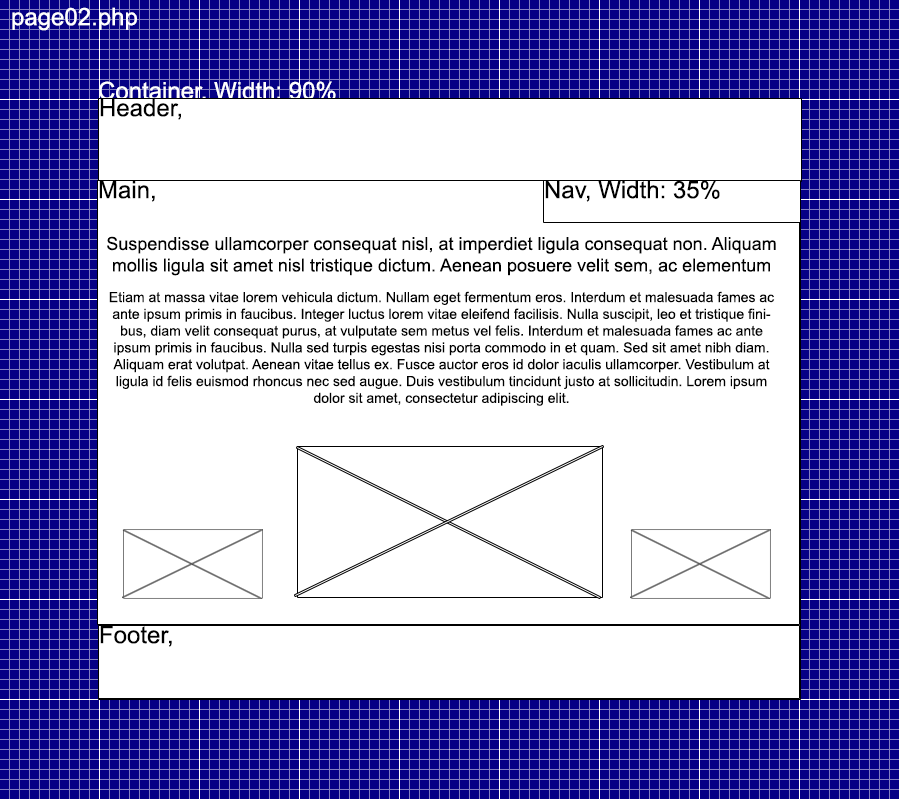 page02.php
Container, Width: 90%
Header,
Main,
Nav, Width: 35%
Suspendisse ullamcorper consequat nisl, at imperdiet ligula consequat non. Aliquam
mollis ligula sit amet nisl tristique dictum. Aenean posuere velit sem, ac elementum
Etiam at massa vitae lorem vehicula dictum. Nullam eget fermentum eros. Interdum et malesuada fames ac
ante ipsum primis in faucibus. Integer luctus lorem vitae eleifend facilisis. Nulla suscipit, leo et tristique fini-
bus, diam velit consequat purus, at vulputate sem metus vel felis. Interdum et malesuada fames ac ante
ipsum primis in faucibus. Nulla sed turpis egestas nisi porta commodo in et quam. Sed sit amet nibh diam.
Aliquam erat volutpat. Aenean vitae tellus ex. Fusce auctor eros id dolor iaculis ullamcorper. Vestibulum at
ligula id felis euismod rhoncus nec sed augue. Duis vestibulum tincidunt justo at sollicitudin. Lorem ipsum
dolor sit amet, consectetur adipiscing elit.
Footer,